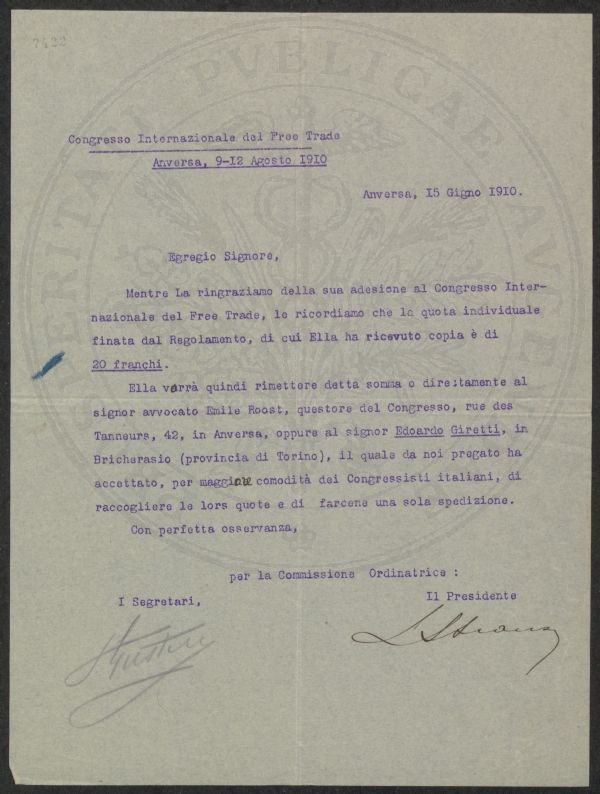 7432
Congresso Internazionale del Free Trade
Anversa, 9-12 Agosto 1910
Anversa, 15 Gigno 1910.
Egregio Signore,
Mentre La ringraziamo della sua adesione al Congresso Inter-
nazionale del Free Trade, le ricordiamo che la quota individuale
finata dal Regolamento, di cui Ella ha ricevuto copia è di
20 franchi.
Ella vorrà quindi rimettere detta somma o direttamente al
signor avvocato Emile Roost, questore del Congresso, rue des
Tanneurs, 42, in Anversa, oppure al signor Edoardo Giretti, in
Bricherasio (provincia di Torino), il quale da noi pregato ha
accettato, per maggiore comodità dei Congressisti italiani, di
raccogliere le lors quote e di farcene una sola spedizione.
Con perfetta osservanza,
per la Commissione Ordinatrice :
I Segretari,
Il Presidente
L Strauss